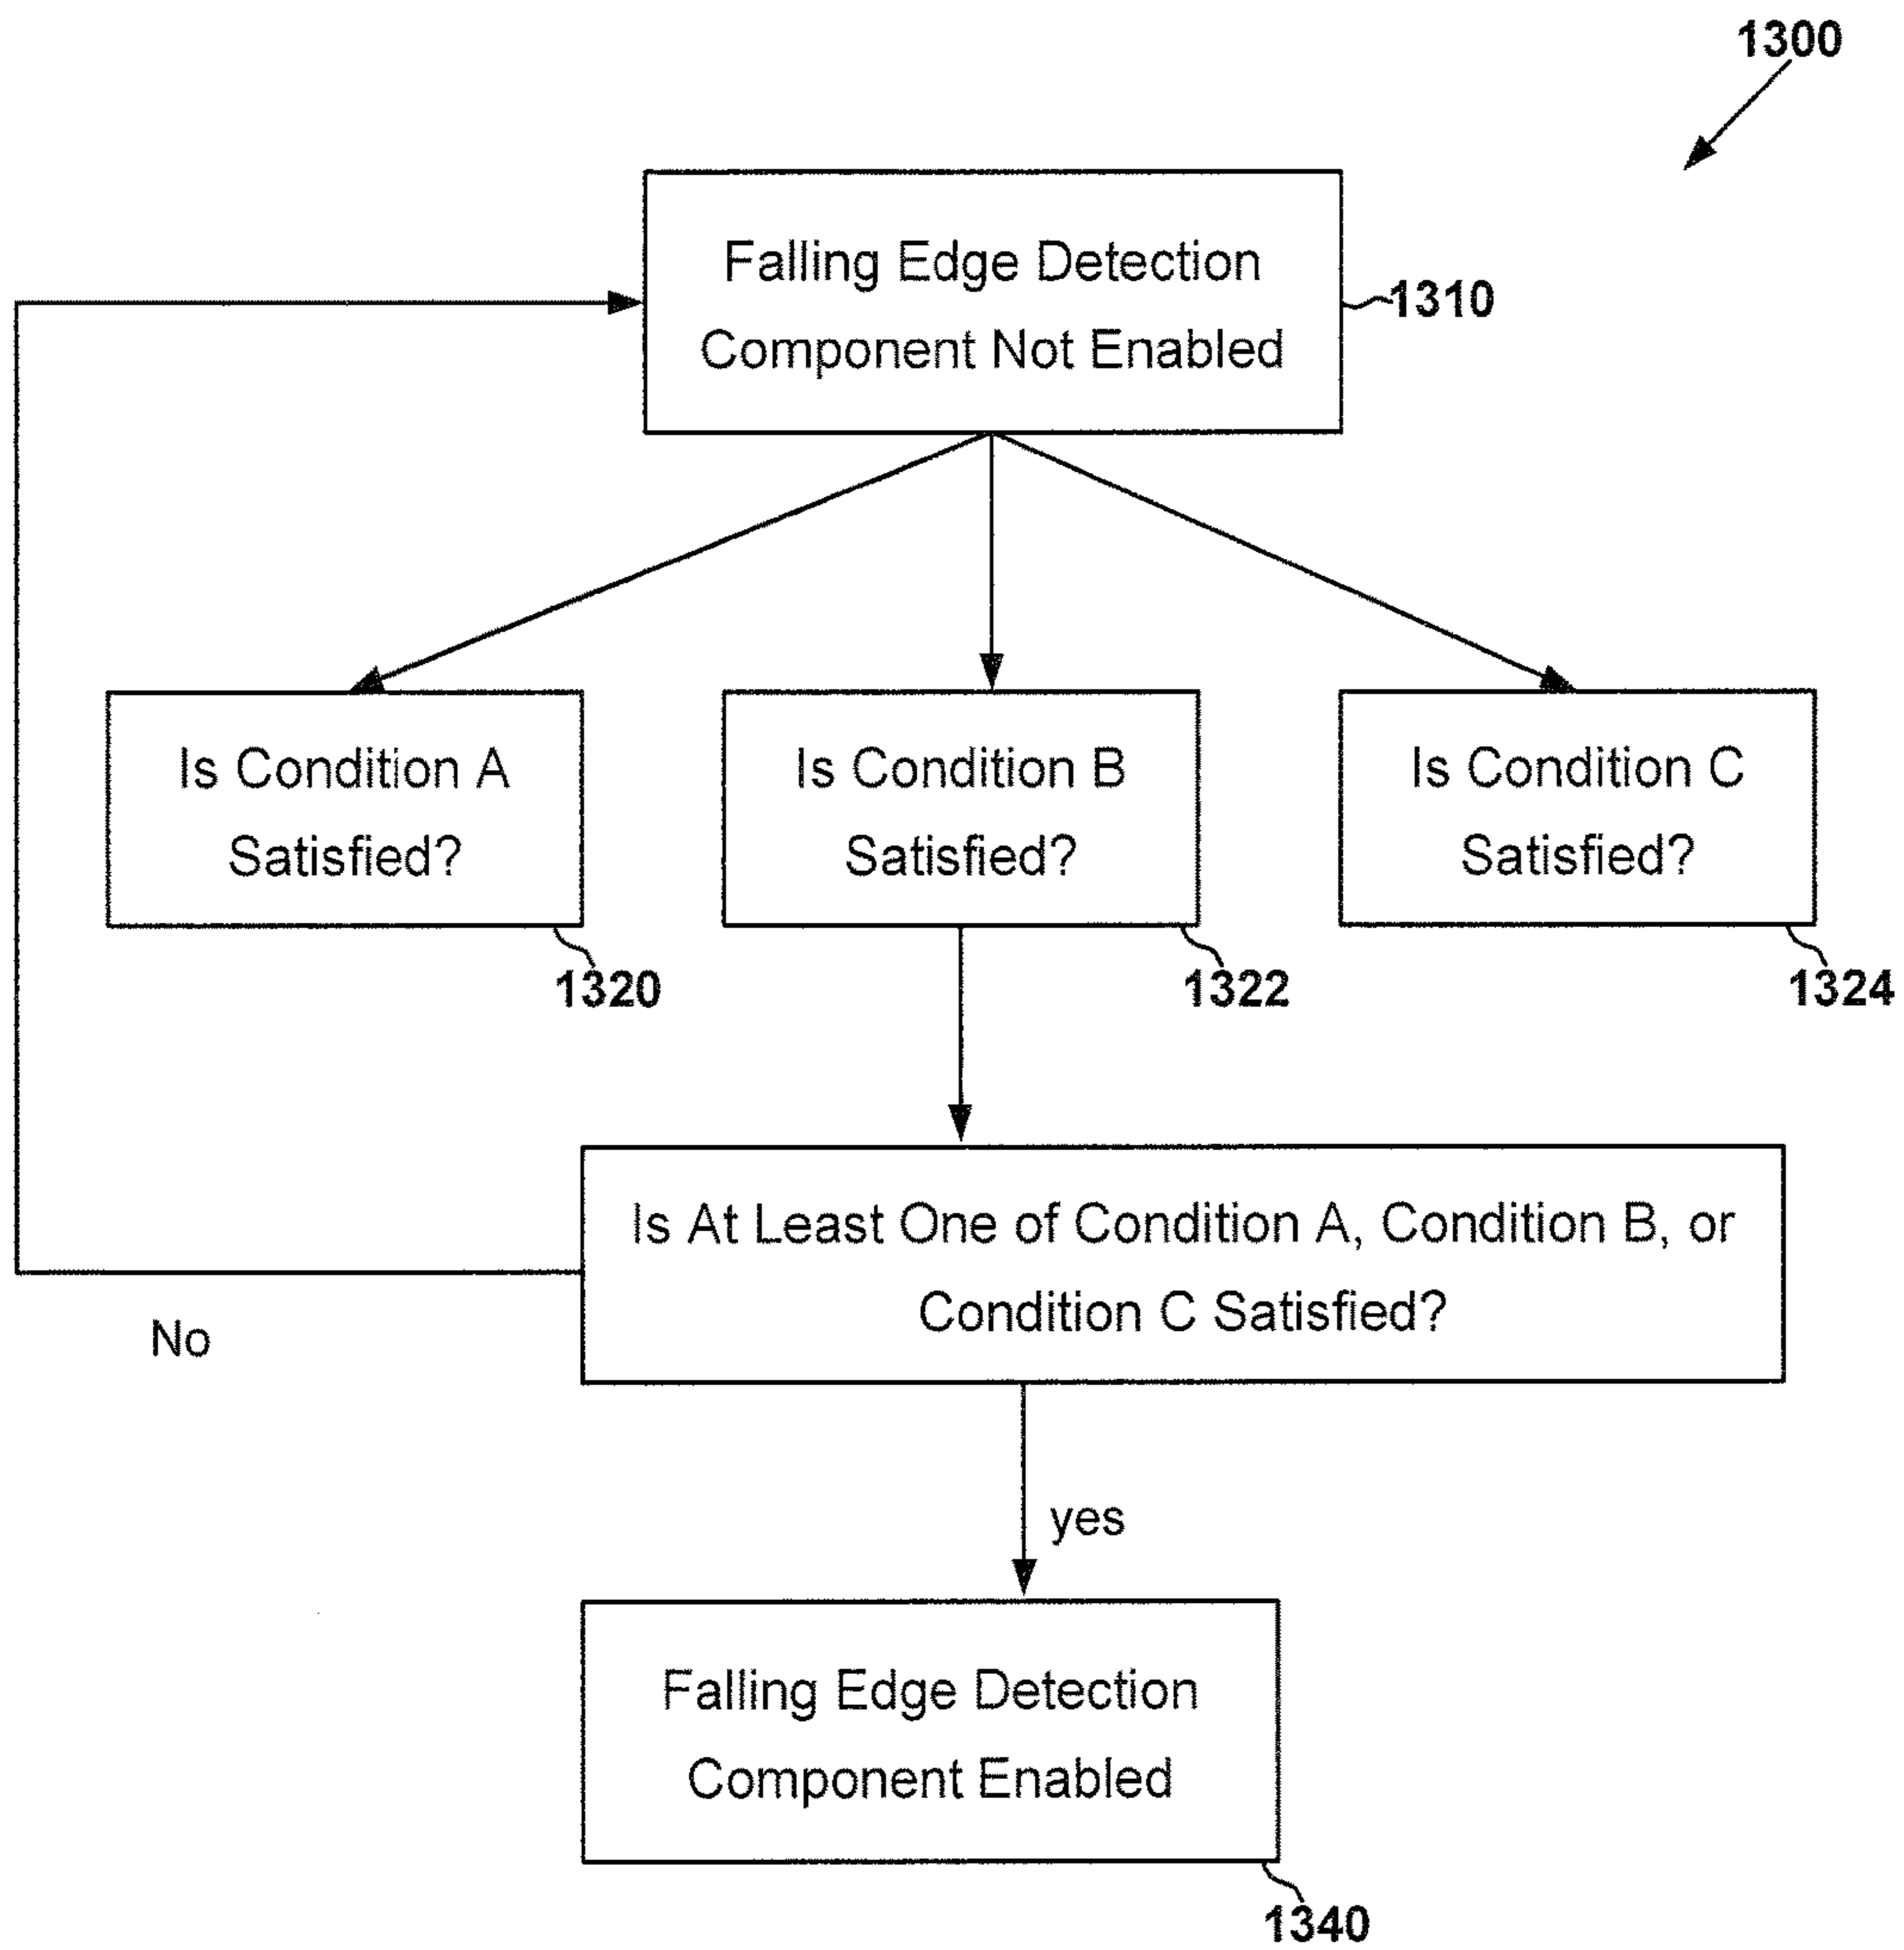 1300
Falling Edge Detection
Component Not Enabled
1310
Is Condition A
Satisfied?
1320
Is Condition B
Satisfied?
1322
Is Condition C
Satisfied?
1324
Is At Least One of Condition A, Condition B, or
Condition C Satisfied?
No
yes
Falling Edge Detection
Component Enabled
1340